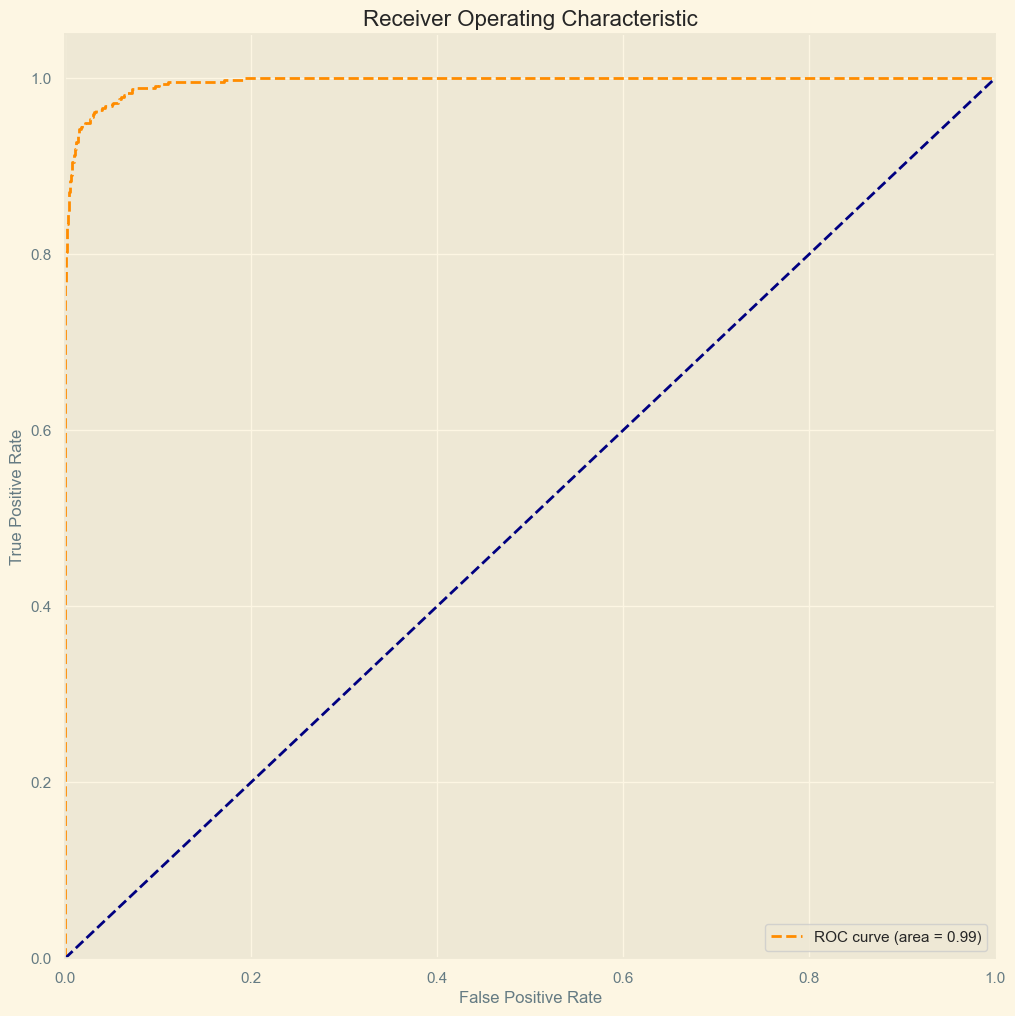 Receiver Operating Characteristic
1.0
0.8
0.6
0.4
0.2
0.0
True Positive Rate
ROC curve (area = 0.99)
0.0 0.2 0.4 0.6 0.8 1.0
False Positive Rate